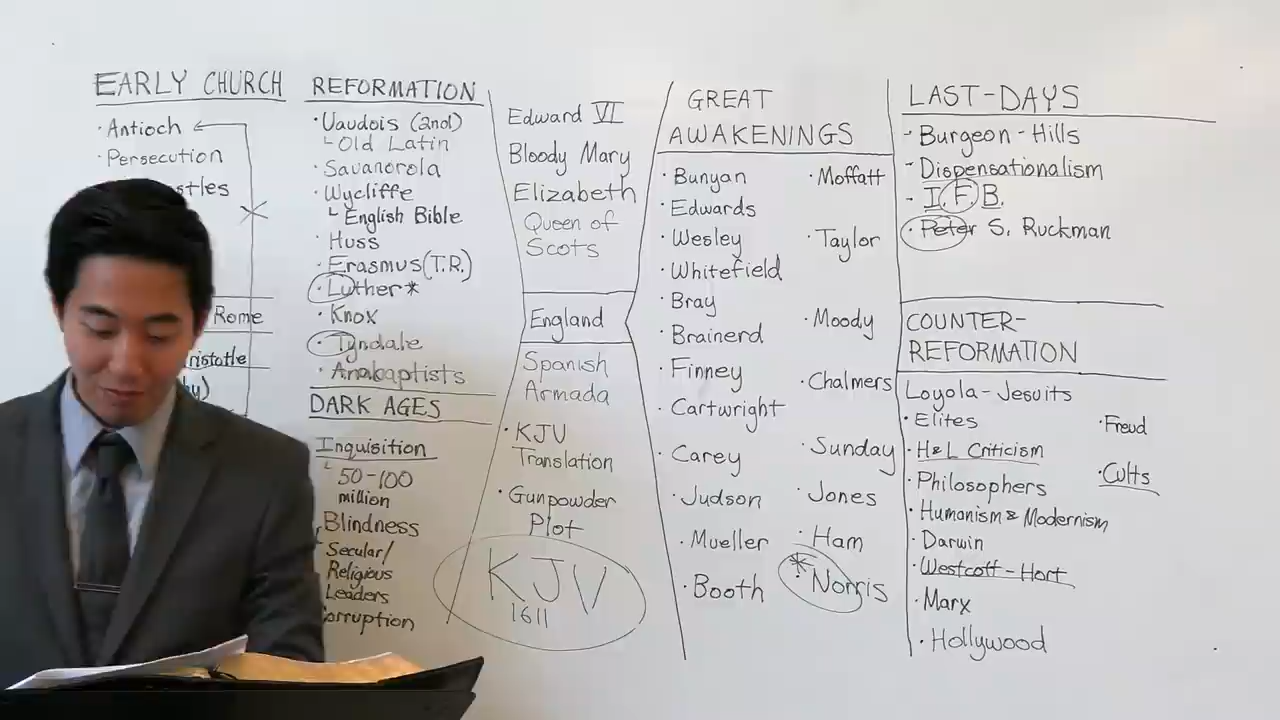 EARLY CHURCH
· Antioch
· Persecution
stles
Rome
ristotle
hy)
REFORMATION
· Vaudois (2nd)
└ Old Latin
· Savanorola
· Wycliffe
└ English Bible
· Huss
· Erasmus (T.R.)
· Luther*
· Knox
· Tyndale
· Anabaptists
DARK AGES
Inquisition
└ 50-100
million
Blindness
Secular/
Religious
Leaders
orruption
Edward VI
Bloody Mary
Elizabeth
Queen of
Scots
England
Spanish
Armada
· KJV
Translation
· Gunpowder
Plot
KJV
1611
GREAT
AWAKENINGS
· Bunyan
· Edwards
· Wesley
· Whitefield
· Bray
· Brainerd
· Finney
· Cartwright
· Carey
· Judson
· Mueller
· Booth
· Moffatt
· Taylor
· Moody
· Chalmers
· Sunday
· Jones
· Ham
* · Norris
LAST-DAYS
- Burgeon-Hills
- Dispensationalism
- I.F.B.
· Peter S. Ruckman
COUNTER-
REFORMATION
Loyola-Jesuits
· Elites
· H&L Criticism
· Philosophers
· Humanism & Modernism
· Darwin
· Westcott-Hort
· Marx
· Hollywood
· Freud
· Cults